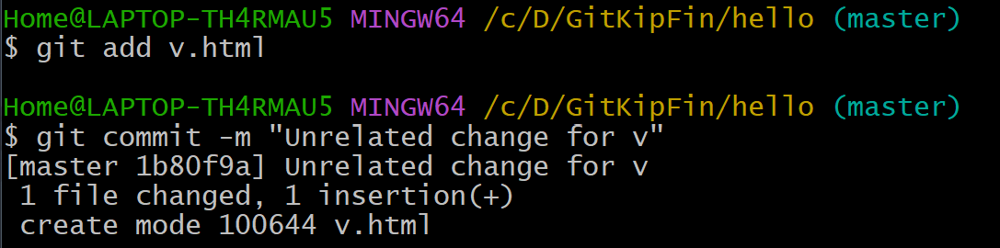 Home@LAPTOP-TH4RMAU5 MINGW64 /c/D/GitKipFin/hello (master)
$ git add v.html
Home@LAPTOP-TH4RMAU5 MINGW64 /c/D/GitKipFin/hello (master)
$ git commit -m "Unrelated change for v"
[master 1b80f9a] Unrelated change for v
 1 file changed, 1 insertion(+)
 create mode 100644 v.html